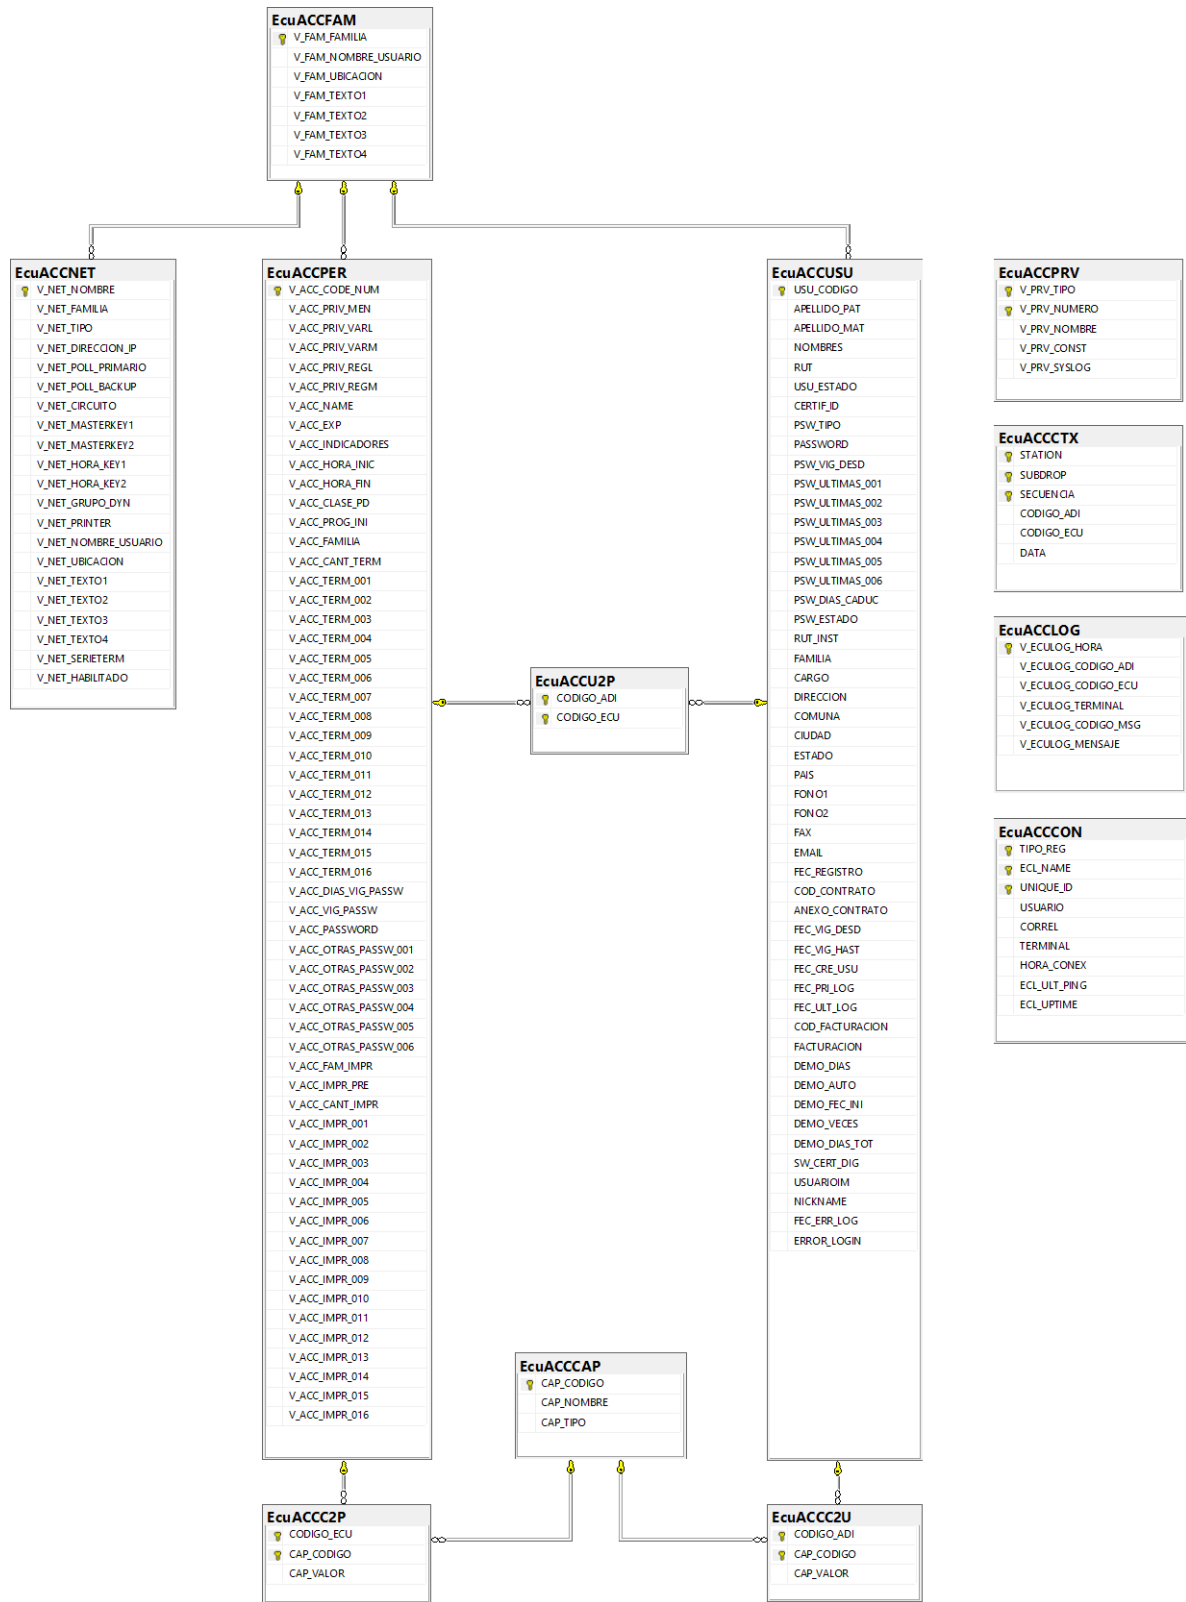 EcuACCFAM
V_FAM_FAMILIA
V_FAM_NOMBRE_USUARIO
V_FAM_UBICACION
V_FAM_TEXTO1
V_FAM_TEXTO2
V_FAM_TEXTO3
V_FAM_TEXTO4
EcuACCNET
V_NET_NOMBRE
V_NET_FAMILIA
V_NET_TIPO
V_NET_DIRECCION_IP
V_NET_POLL_PRIMARIO
V_NET_POLL_BACKUP
V_NET_CIRCUITO
V_NET_MASTERKEY1
V_NET_MASTERKEY2
V_NET_HORA_KEY1
V_NET_HORA_KEY2
V_NET_GRUPO_DYN
V_NET_PRINTER
V_NET_NOMBRE_USUARIO
V_NET_UBICACION
V_NET_TEXTO1
V_NET_TEXTO2
V_NET_TEXTO3
V_NET_TEXTO4
V_NET_SERIETERM
V_NET_HABILITADO
EcuACCPER
V_ACC_CODE_NUM
V_ACC_PRIV_MEN
V_ACC_PRIV_VARL
V_ACC_PRIV_VARM
V_ACC_PRIV_REGL
V_ACC_PRIV_REGM
V_ACC_NAME
V_ACC_EXP
V_ACC_INDICADORES
V_ACC_HORA_INIC
V_ACC_HORA_FIN
V_ACC_CLASE_PD
V_ACC_PROG_INI
V_ACC_FAMILIA
V_ACC_CANT_TERM
V_ACC_TERM_001
V_ACC_TERM_002
V_ACC_TERM_003
V_ACC_TERM_004
V_ACC_TERM_005
V_ACC_TERM_006
V_ACC_TERM_007
V_ACC_TERM_008
V_ACC_TERM_009
V_ACC_TERM_010
V_ACC_TERM_011
V_ACC_TERM_012
V_ACC_TERM_013
V_ACC_TERM_014
V_ACC_TERM_015
V_ACC_TERM_016
V_ACC_DIAS_VIG_PASSW
V_ACC_VIG_PASSW
V_ACC_PASSWORD
V_ACC_OTRAS_PASSW_001
V_ACC_OTRAS_PASSW_002
V_ACC_OTRAS_PASSW_003
V_ACC_OTRAS_PASSW_004
V_ACC_OTRAS_PASSW_005
V_ACC_OTRAS_PASSW_006
V_ACC_FAM_IMPR
V_ACC_IMPR_PRE
V_ACC_CANT_IMPR
V_ACC_IMPR_001
V_ACC_IMPR_002
V_ACC_IMPR_003
V_ACC_IMPR_004
V_ACC_IMPR_005
V_ACC_IMPR_006
V_ACC_IMPR_007
V_ACC_IMPR_008
V_ACC_IMPR_009
V_ACC_IMPR_010
V_ACC_IMPR_011
V_ACC_IMPR_012
V_ACC_IMPR_013
V_ACC_IMPR_014
V_ACC_IMPR_015
V_ACC_IMPR_016
EcuACCU2P
CODIGO_ADI
CODIGO_ECU
EcuACCUSU
USU_CODIGO
APELLIDO_PAT
APELLIDO_MAT
NOMBRES
RUT
USU_ESTADO
CERTIF_ID
PSW_TIPO
PASSWORD
PSW_VIG_DESD
PSW_ULTIMAS_001
PSW_ULTIMAS_002
PSW_ULTIMAS_003
PSW_ULTIMAS_004
PSW_ULTIMAS_005
PSW_ULTIMAS_006
PSW_DIAS_CADUC
PSW_ESTADO
RUT_INST
FAMILIA
CARGO
DIRECCION
COMUNA
CIUDAD
ESTADO
PAIS
FONO1
FONO2
FAX
EMAIL
FEC_REGISTRO
COD_CONTRATO
ANEXO_CONTRATO
FEC_VIG_DESD
FEC_VIG_HAST
FEC_CRE_USU
FEC_PRI_LOG
FEC_ULT_LOG
COD_FACTURACION
FACTURACION
DEMO_DIAS
DEMO_AUTO
DEMO_FEC_INI
DEMO_VECES
DEMO_DIAS_TOT
SW_CERT_DIG
USUARIOIM
NICKNAME
FEC_ERR_LOG
ERROR_LOGIN
EcuACCPRV
V_PRV_TIPO
V_PRV_NUMERO
V_PRV_NOMBRE
V_PRV_CONST
V_PRV_SYSLOG
EcuACCCTX
STATION
SUBDROP
SECUENCIA
CODIGO_ADI
CODIGO_ECU
DATA
EcuACCLOG
V_ECULOG_HORA
V_ECULOG_CODIGO_ADI
V_ECULOG_CODIGO_ECU
V_ECULOG_TERMINAL
V_ECULOG_CODIGO_MSG
V_ECULOG_MENSAJE
EcuACCCON
TIPO_REG
ECL_NAME
UNIQUE_ID
USUARIO
CORREL
TERMINAL
HORA_CONEX
ECL_ULT_PING
ECL_UPTIME
EcuACCCAP
CAP_CODIGO
CAP_NOMBRE
CAP_TIPO
EcuACCC2P
CODIGO_ECU
CAP_CODIGO
CAP_VALOR
EcuACCC2U
CODIGO_ADI
CAP_CODIGO
CAP_VALOR